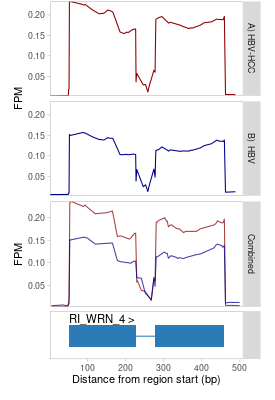 0.20
0.15
0.10
0.05
A) HBV-HCC
FPM
0.20
0.15
0.10
0.05
B) HBV
0.20
0.15
0.10
0.05
Combined
FPM
RI_WRN_4 >
100 200 300 400 500
Distance from region start (bp)